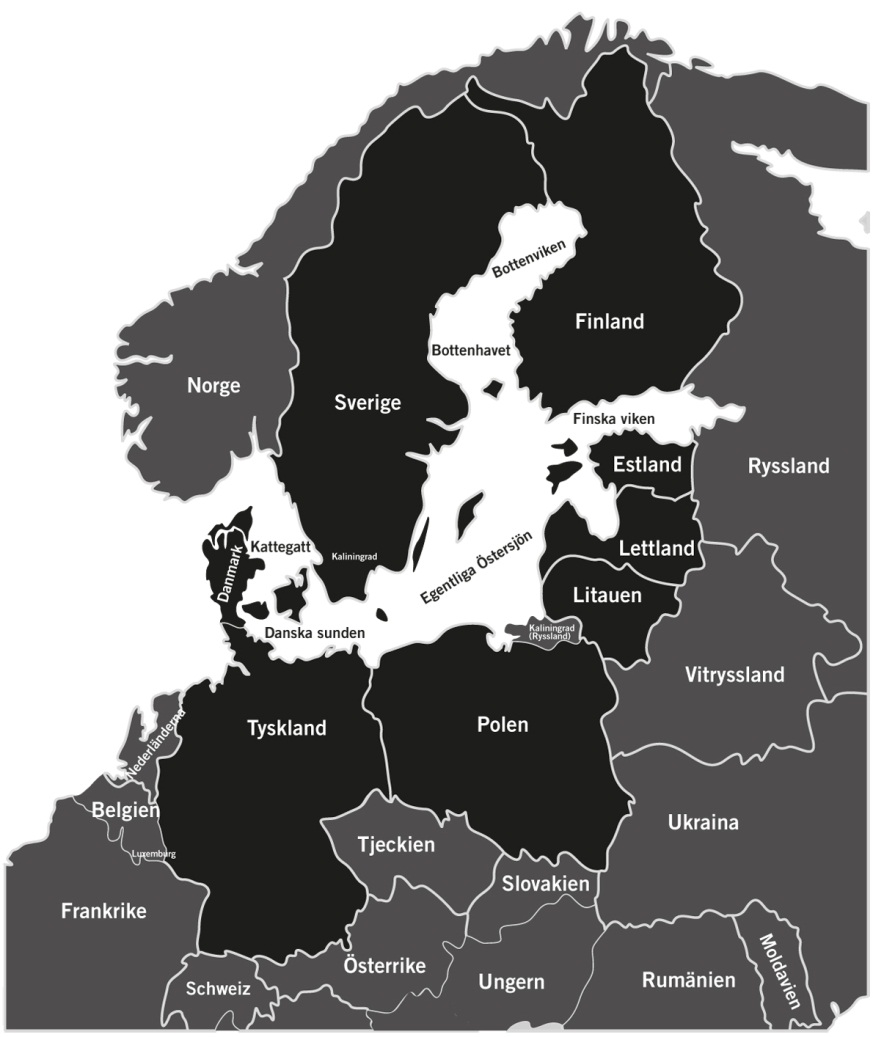 Bottenviken
Finland
Bottenhavet
Norge
Sverige
Finska viken
Estland
Ryssland
Kattegatt
Kaliningrad
Lettland
Danmark
Egentliga Östersjön
Litauen
Danska sunden
Kaliningrad
(Ryssland)
Vitryssland
Tyskland
Polen
Nederländerna
Belgien
Ukraina
Tjeckien
Luxemburg
Slovakien
Frankrike
Österrike
Ungern
Rumänien
Moldavien
Schweiz